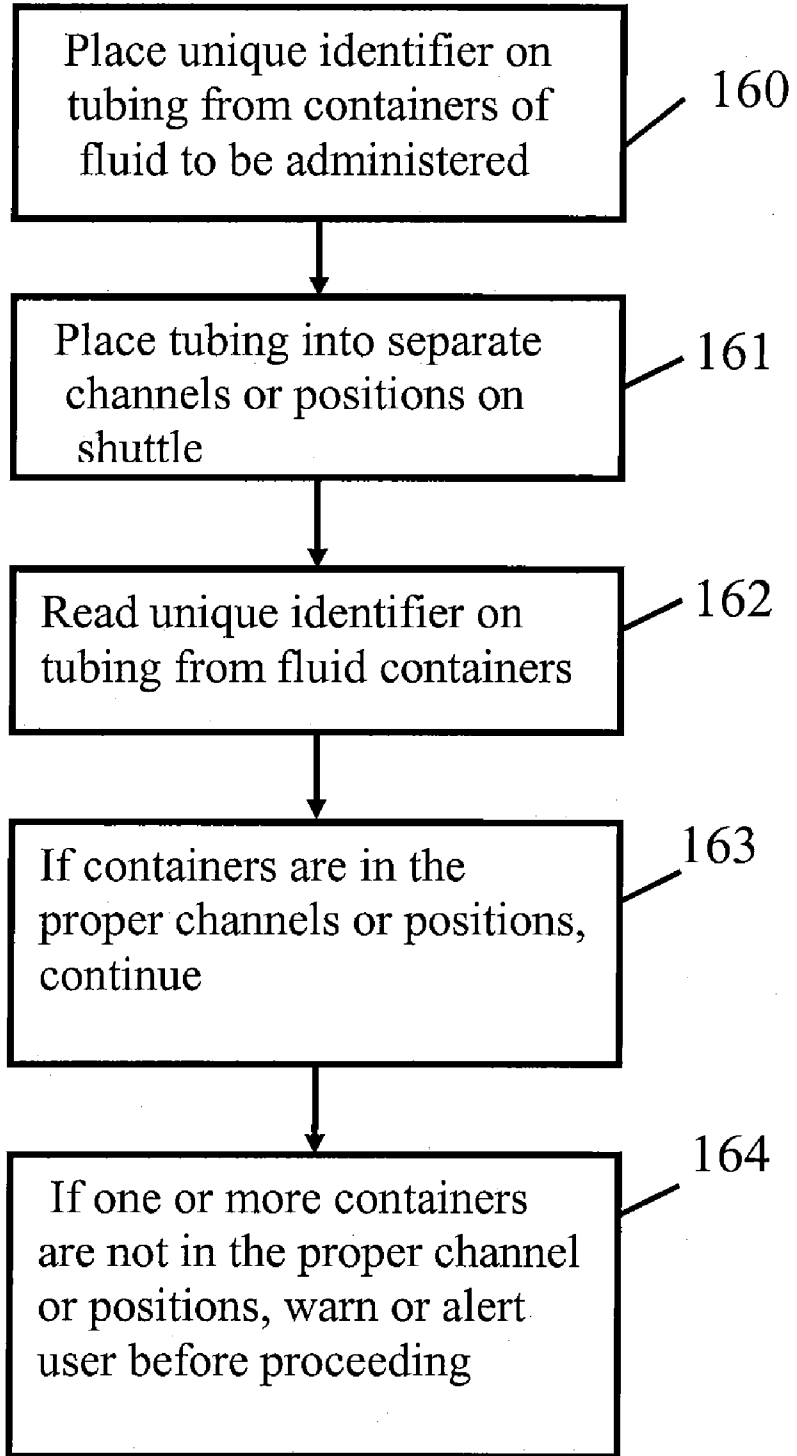 Place unique identifier on
tubing from containers of
fluid to be administered
160
Place tubing into separate
channels or positions on
shuttle
161
Read unique identifier on
tubing from fluid containers
162
If containers are in the
proper channels or positions,
continue
163
If one or more containers
are not in the proper channel
or positions, warn or alert
user before proceeding
164